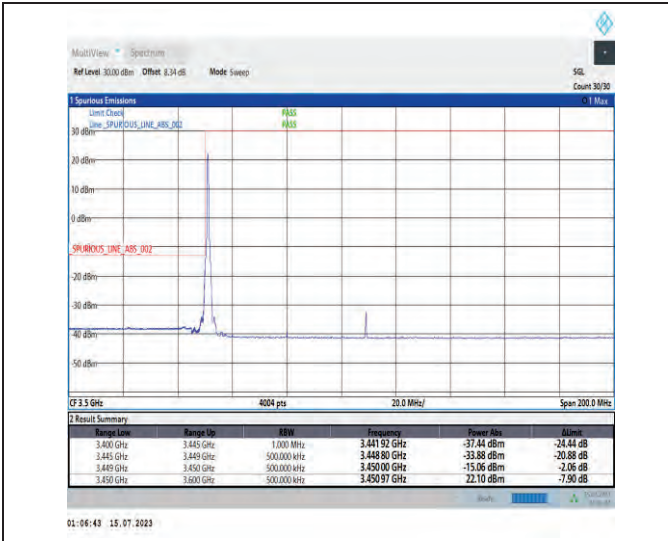 MultiView Spectrum
Ref Level 30.00 dBm Offset 8.34 dB Mode Sweep SGL
Count 30/30
1 Spurious Emissions 1 Max
Limit Check PASS
Line _SPURIOUS_LINE_ABS_002 PASS
30 dBm
20 dBm
10 dBm
0 dBm
_SPURIOUS_LINE_ABS_002
-20 dBm
-30 dBm
-40 dBm
-50 dBm
CF 3.5 GHz 4004 pts 20.0 MHz/ Span 200.0 MHz
2 Result Summary
Range Low Range Up RBW Frequency Power Abs ΔLimit
3.400 GHz 3.445 GHz 1.000 MHz 3.441 92 GHz -37.44 dBm -24.44 dB
3.445 GHz 3.449 GHz 500.000 kHz 3.448 80 GHz -33.88 dBm -20.88 dB
3.449 GHz 3.450 GHz 500.000 kHz 3.450 00 GHz -15.06 dBm -2.06 dB
3.450 GHz 3.600 GHz 500.000 kHz 3.450 97 GHz 22.10 dBm -7.90 dB
Ready
01:06:43 15.07.2023